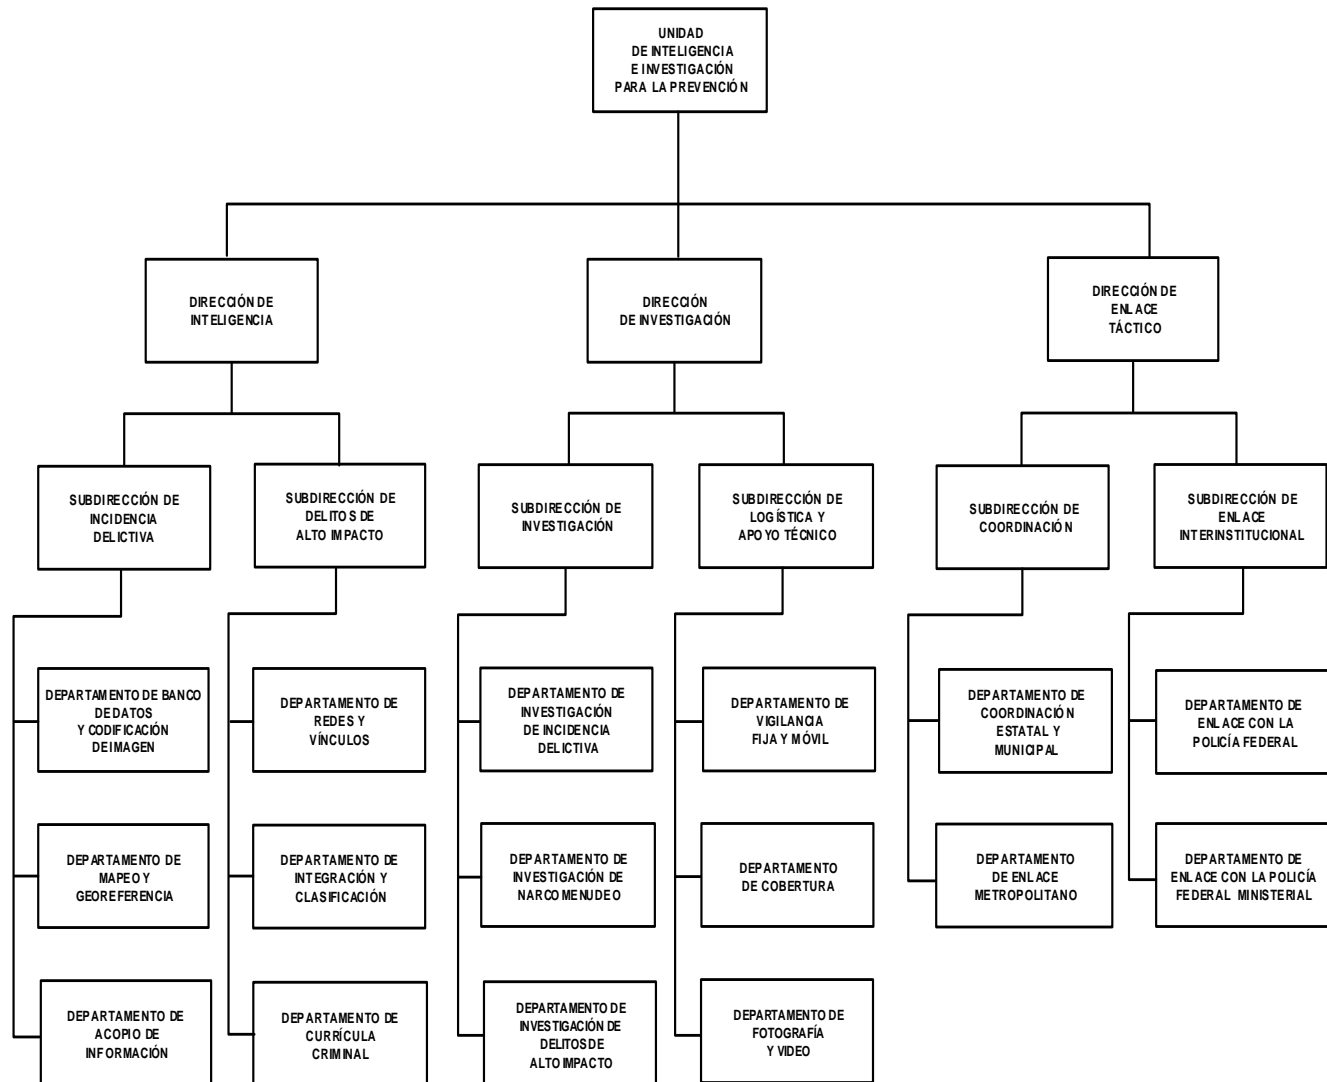 UNIDAD
DE INTELIGENCIA
E INVESTIGACIÓN
PARA LA PREVENCIÓN
DIRECCIÓN DE
INTELIGENCIA
DIRECCIÓN
DE INVESTIGACIÓN
DIRECCIÓN DE
ENLACE
TÁCTICO
SUBDIRECCIÓN DE
INCIDENCIA
DELICTIVA
SUBDIRECCIÓN DE
DELITOS DE
ALTO IMPACTO
SUBDIRECCIÓN DE
INVESTIGACIÓN
SUBDIRECCIÓN DE
LOGÍSTICA Y
APOYO TÉCNICO
SUBDIRECCIÓN DE
COORDINACIÓN
SUBDIRECCIÓN DE
ENLACE
INTERINSTITUCIONAL
DEPARTAMENTO DE BANCO
DE DATOS
Y CODIFICACIÓN
DE IMAGEN
DEPARTAMENTO DE
REDES Y
VÍNCULOS
DEPARTAMENTO DE
INVESTIGACIÓN
DE INCIDENCIA
DELICTIVA
DEPARTAMENTO DE
VIGILANCIA
FIJA Y MÓVIL
DEPARTAMENTO DE
COORDINACIÓN
ESTATAL Y
MUNICIPAL
DEPARTAMENTO DE
ENLACE CON LA
POLICÍA FEDERAL
DEPARTAMENTO DE
MAPEO Y
GEOREFERENCIA
DEPARTAMENTO DE
INTEGRACIÓN Y
CLASIFICACIÓN
DEPARTAMENTO DE
INVESTIGACIÓN DE
NARCOMENUDEO
DEPARTAMENTO
DE COBERTURA
DEPARTAMENTO
DE ENLACE
METROPOLITANO
DEPARTAMENTO DE
ENLACE CON LA POLICÍA
FEDERAL MINISTERIAL
DEPARTAMENTO DE
ACOPIO DE
INFORMACIÓN
DEPARTAMENTO DE
CURRÍCULA
CRIMINAL
DEPARTAMENTO DE
INVESTIGACIÓN DE
DELITOS DE
ALTO IMPACTO
DEPARTAMENTO DE
FOTOGRAFÍA
Y VIDEO